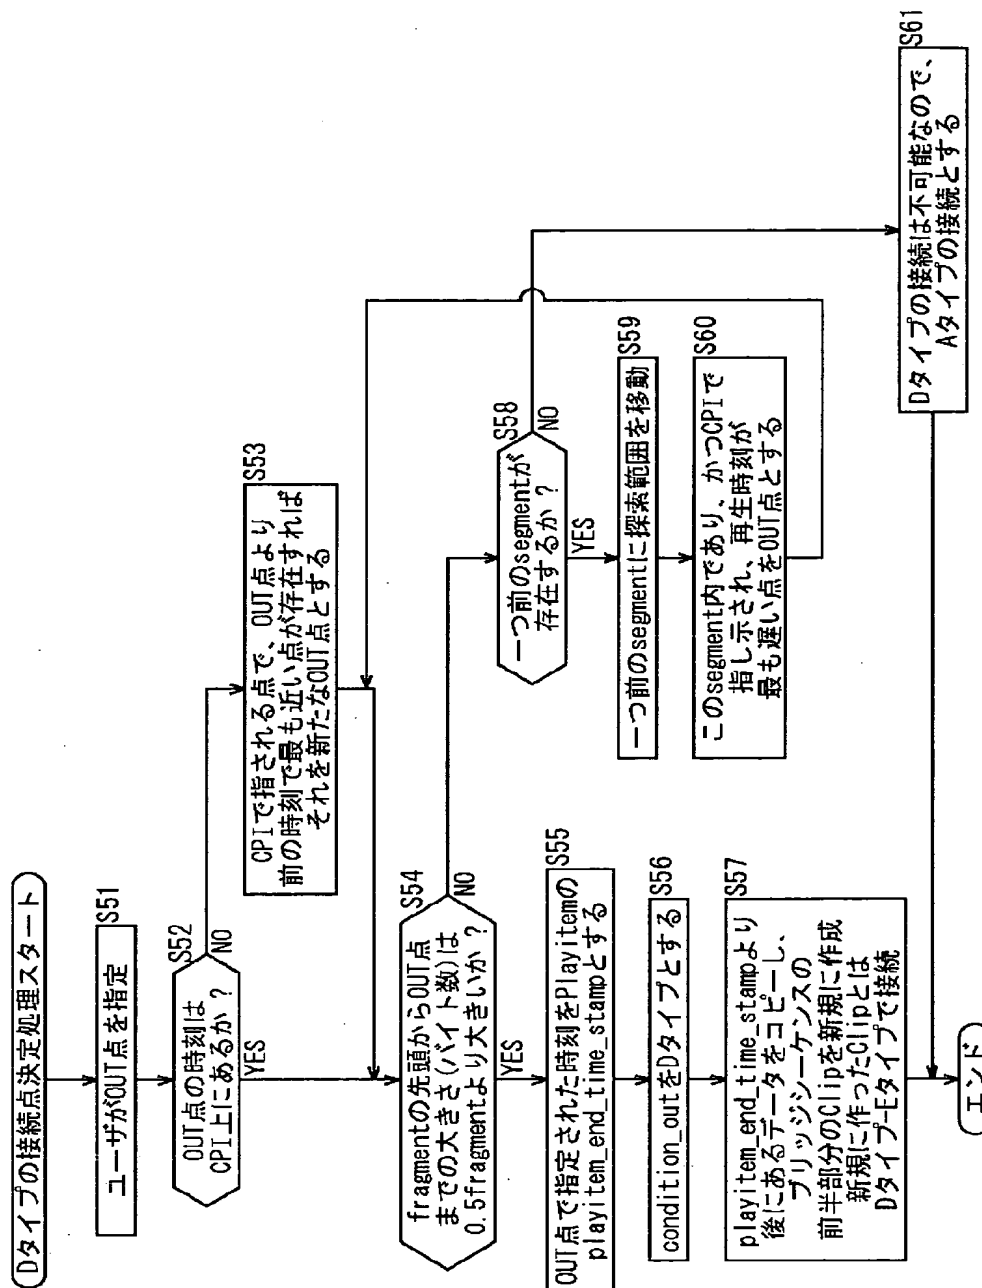 Dタイプの接続点決定処理スタート
S51
ユーザがOUT点を指定
S52
OUT点の時刻は
CPI上にあるか?
NO
YES
S53
CPIで指される点で、OUT点より
前の時刻で最も近い点が存在すれば
それを新たなOUT点とする
S54
fragmentの先頭からOUT点
までの大きさ(バイト数)は
0.5fragmentより大きいか?
NO
YES
S55
OUT点で指定された時刻をPlayitemの
playitem_end_time_stampとする
S56
condition_outをDタイプとする
S57
playitem_end_time_stampより
後にあるデータをコピーし、
ブリッジシーケンスの
前半部分のClipを新規に作成
新規に作ったClipとは
Dタイプ-Eタイプで接続
S58
一つ前のsegmentが
存在するか?
NO
YES
S59
一つ前のsegmentに探索範囲を移動
S60
このsegment内であり、かつCPIで
指し示され、再生時刻が
最も遅い点をOUT点とする
S61
Dタイプの接続は不可能なので、
Aタイプの接続とする
エンド